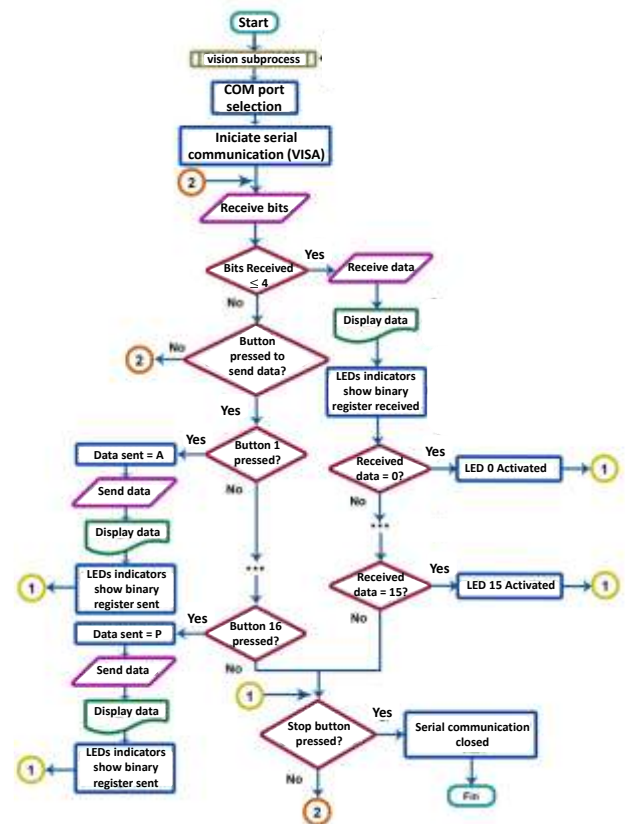 Start
vision subprocess
COM port
selection
Iniciate serial
communication (VISA)
2
Receive bits
Bits Received
≤ 4
Yes
Receive data
No
Display data
Button
pressed to
send data?
No
2
Yes
LEDs indicators
show binary
register received
Button 1
pressed?
Yes
Data sent = A
No
Send data
Display data
LEDs indicators
show binary
register sent
1
Received
data = 0?
Yes
LED 0 Activated
1
No
...
...
Received
data = 15?
Yes
LED 15 Activated
1
No
Button 16
pressed?
Yes
Data sent = P
No
Send data
Display data
LEDs indicators
show binary
register sent
1
1
Stop button
pressed?
Yes
Serial communication
closed
Fin
No
2